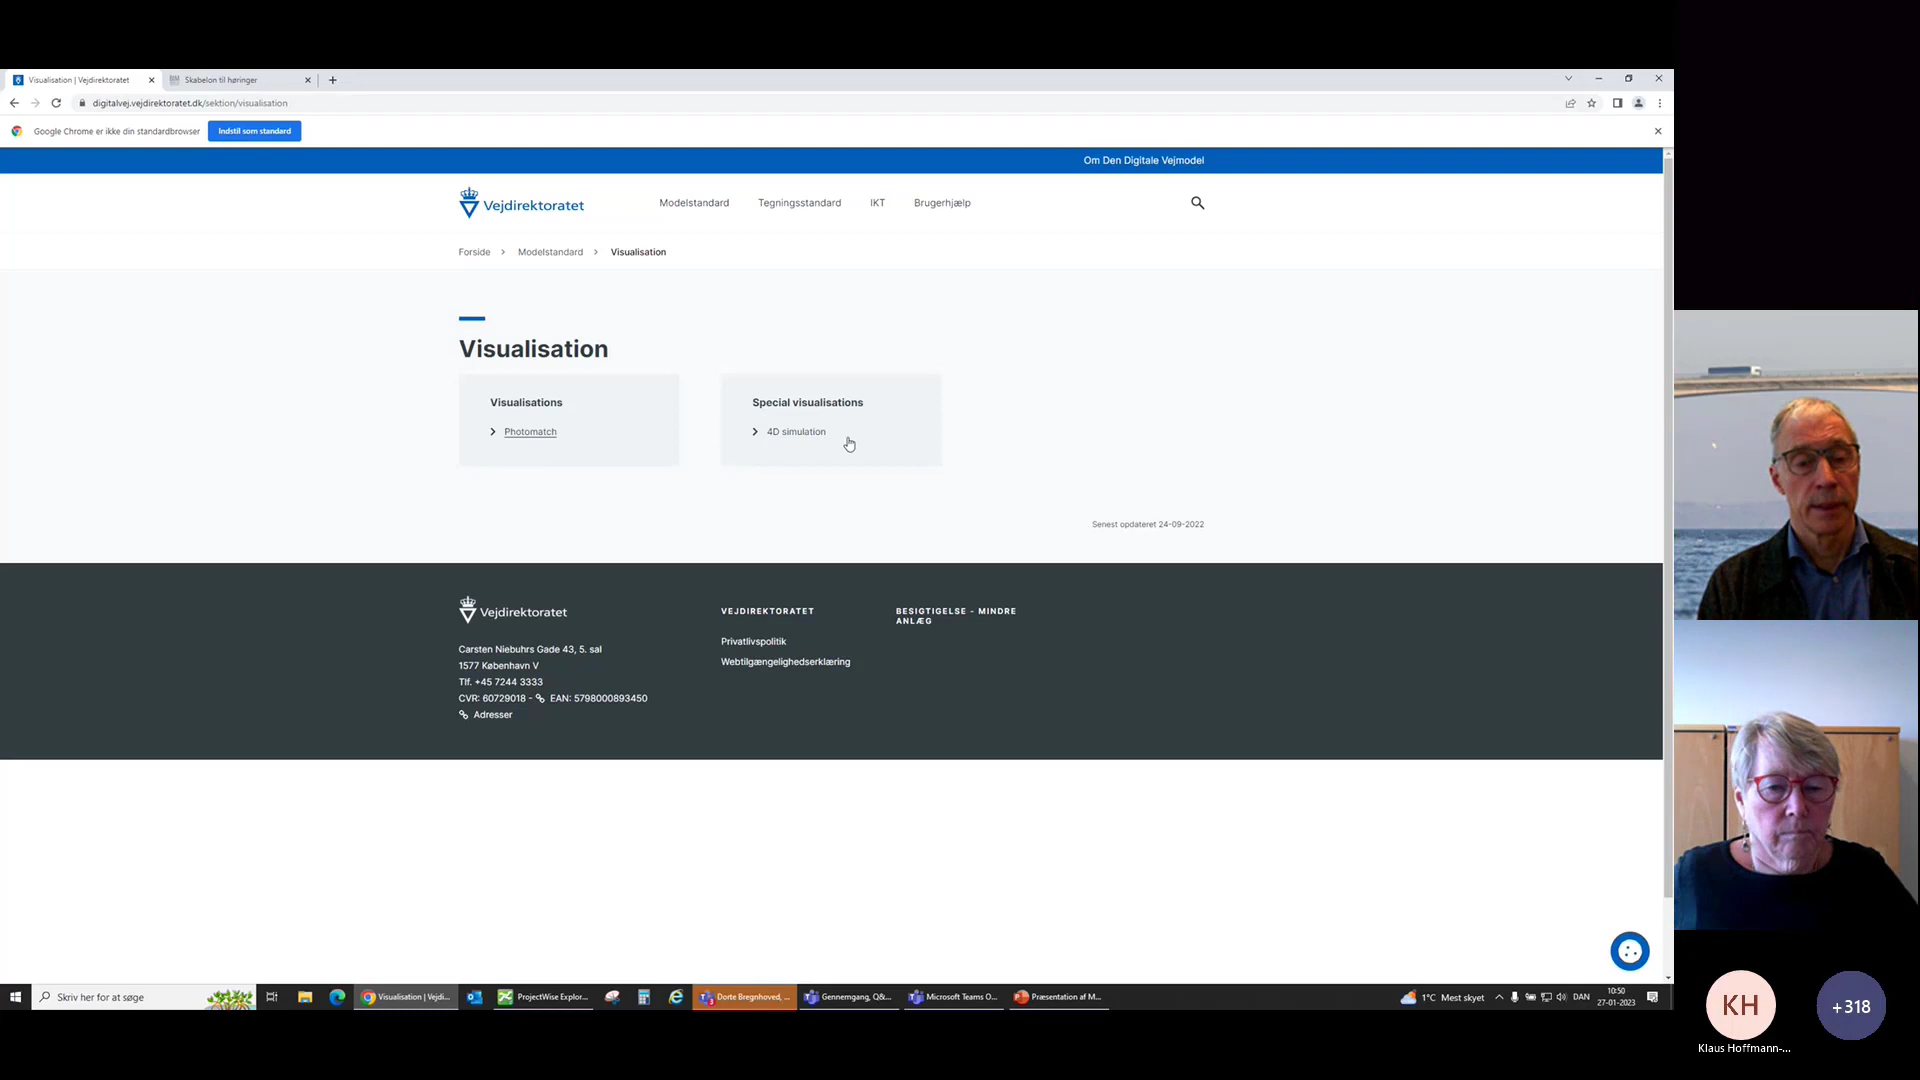 Visualisation | Vejdirektoratet
Skabelon til høringer
digitalvej.vejdirektoratet.dk/sektion/visualisation
Google Chrome er ikke din standardbrowser
Indstil som standard
Om Den Digitale Vejmodel
Vejdirektoratet
Modelstandard
Tegningsstandard
IKT
Brugerhjælp
Forside > Modelstandard > Visualisation
Visualisation
Visualisations
Photomatch
Special visualisations
4D simulation
Senest opdateret 24-09-2022
Vejdirektoratet
Carsten Niebuhrs Gade 43, 5. sal
1577 København V
Tlf. +45 7244 3333
CVR: 60729018 - EAN: 5798000893450
Adresser
VEJDIREKTORATET
Privatlivspolitik
Webtilgængelighedserklæring
BESIGTIGELSE - MINDRE
ANLÆG
Skriv her for at søge
Visualisation | Vejdi...
ProjectWise Explor...
Dorte Bregnhoved, ...
Gennemgang, Q&...
Microsoft Teams O...
Præsentation af M...
1°C Mest skyet
DAN
10:50
27-01-2023
KH
Klaus Hoffmann-...
+318